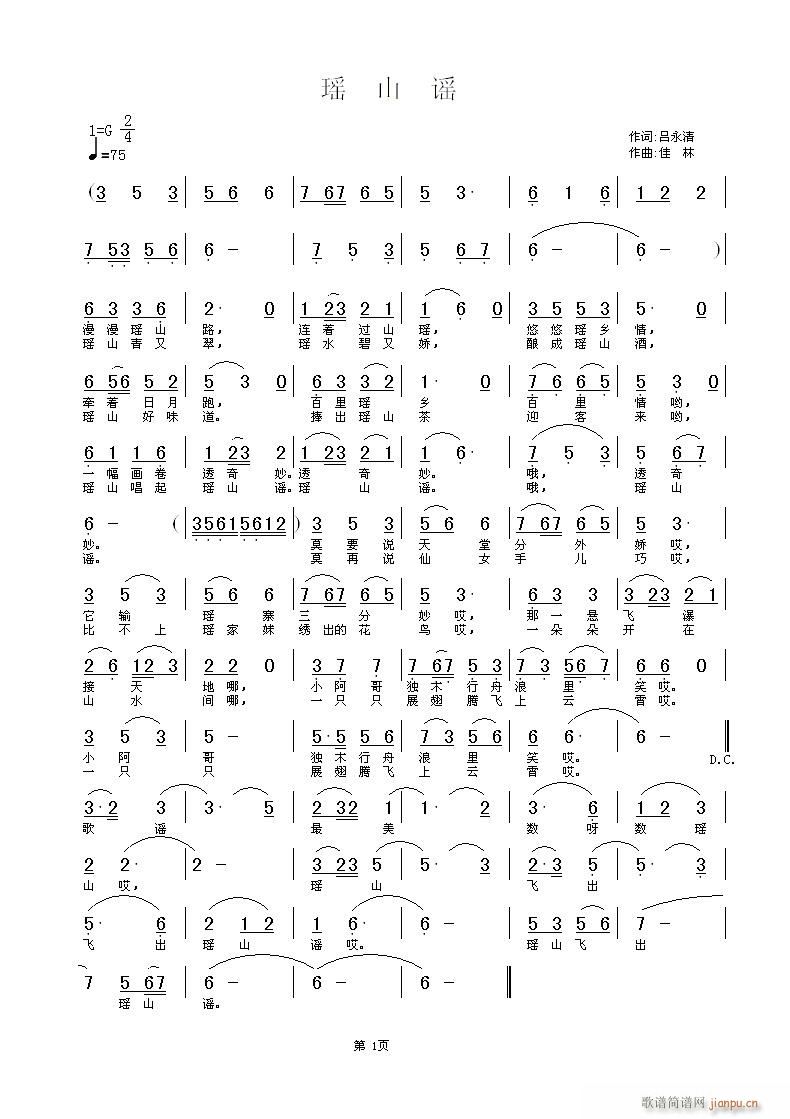 瑶 山 谣
1=G 2/4
♩=75
作词:吕永清
作曲:佳 林
(3 5 3 | 5 6 6 | 7 67 6 5 | 5 3· | 6 1 6 | 1 2 2 |
7 53 5 6 | 6 - | 7 5 3 | 5 6 7 | 6 - | 6 - )
6 3 3 6 | 2· 0 | 1 23 2 1 | 1 6 0 | 3 5 5 3 | 5· 0 |
漫漫瑶山 路, 连着过山 瑶, 悠悠瑶乡 情,
瑶山青又 翠, 瑶水碧又 娇, 酿成瑶山 酒,
6 56 5 2 | 5 3 0 | 6 3 3 2 | 1· 0 | 7 6 6 5 | 5 3 0 |
牵着日月 跑, 百里瑶 乡 百里 情哟,
瑶山好味 道。 捧出瑶山 茶 迎客 来哟,
6 1 1 6 | 1 23 2 | 1 23 2 1 | 1 6· | 7 5 3 | 5 6 7 |
一幅画卷 透奇妙。透奇 妙。 哦, 透奇
瑶山唱起 瑶山谣。瑶山 谣。 哦, 瑶山
6 - ( | 35615612 ) | 3 5 3 | 5 6 6 | 7 67 6 5 | 5 3· |
妙。 莫要说 天堂 分外 娇哎,
谣。 莫再说 仙女 手儿 巧哎,
3 5 3 | 5 6 6 | 7 67 6 5 | 5 3· | 6 3 3 | 3 23 2 1 |
它输 瑶寨 三分 妙哎, 那一悬 飞瀑
比不上 瑶家妹 绣出的花 鸟哎, 一朵朵 开在
2 6 12 3 | 2 2 0 | 3 7 7 | 7 67 5 3 | 7 3 56 7 | 6 6 0 |
接天 地哪, 小阿哥 独木行舟 浪里 笑哎。
山水 间哪, 一只只 展翅腾飞 上云 霄哎。
3 5 3 | 5 - | 5·5 5 5 | 7 3 5 6 | 6 6· | 6 - ‖
小阿 哥 独木行舟 浪里 笑哎。 D.C.
一只 只 展翅腾飞 上云 霄哎。
3·2 3 | 3· 5 | 2 32 2 1 | 1· 2 | 3· 6 | 1 2 3 |
歌谣 最美 数呀 数瑶
2 2· | 2 - | 3 23 5 | 5· 3 | 2·3 5 | 5· 3 |
山哎, 瑶山 飞出
5· 6 | 2 1 2 | 1 6· | 6 - | 5 3 5 6 | 7 - |
飞出 瑶山 谣哎。 瑶山飞 出
7 5 67 | 6 - | 6 - | 6 - ‖
瑶山 谣。
第 1页
歌谱简谱网
jianpu.cn